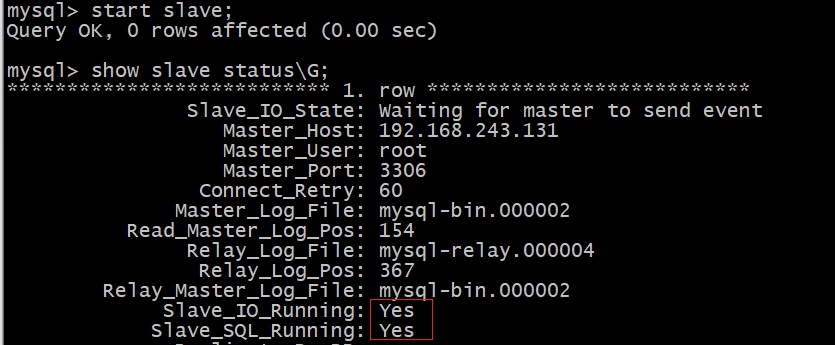 mysql> start slave;
Query OK, 0 rows affected (0.00 sec)
mysql> show slave status\G;
*************************** 1. row ***************************
Slave_IO_State: Waiting for master to send event
Master_Host: 192.168.243.131
Master_User: root
Master_Port: 3306
Connect_Retry: 60
Master_Log_File: mysql-bin.000002
Read_Master_Log_Pos: 154
Relay_Log_File: mysql-relay.000004
Relay_Log_Pos: 367
Relay_Master_Log_File: mysql-bin.000002
Slave_IO_Running: Yes
Slave_SQL_Running: Yes